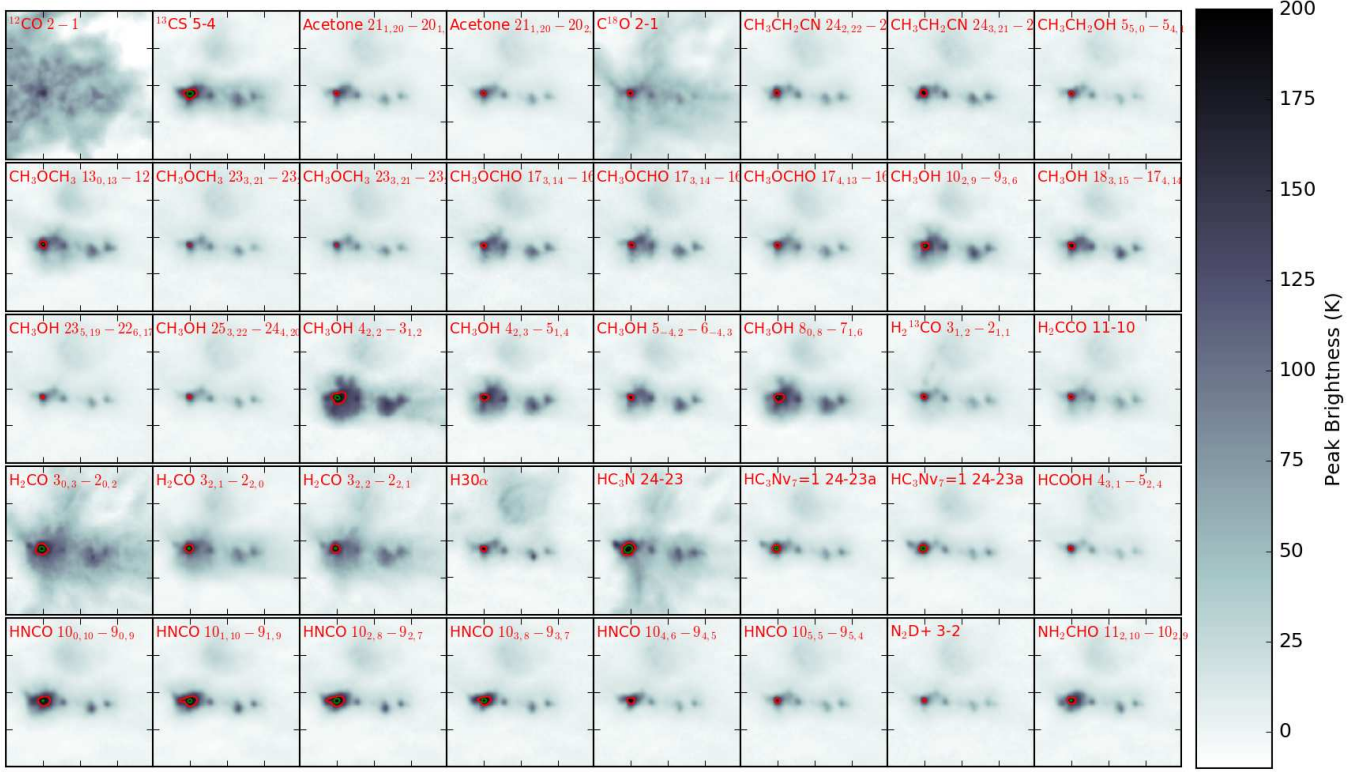 ¹²CO 2 − 1
¹³CS 5-4
Acetone 21₁,₂₀ − 20₁,
Acetone 21₁,₂₀ − 20₂,
C¹⁸O 2-1
CH₃CH₂CN 24₂,₂₂ − 2
CH₃CH₂CN 24₃,₂₁ − 2
CH₃CH₂OH 5₅,₀ − 5₄,₁
CH₃OCH₃ 13₀,₁₃ − 12
CH₃OCH₃ 23₃,₂₁ − 23
CH₃OCH₃ 23₃,₂₁ − 23
CH₃OCHO 17₃,₁₄ − 16
CH₃OCHO 17₃,₁₄ − 16
CH₃OCHO 17₄,₁₃ − 16
CH₃OH 10₂,₉ − 9₃,₆
CH₃OH 18₃,₁₅ − 17₄,₁₄
CH₃OH 23₅,₁₉ − 22₆,₁₇
CH₃OH 25₃,₂₂ − 24₄,₂₀
CH₃OH 4₂,₂ − 3₁,₂
CH₃OH 4₂,₃ − 5₁,₄
CH₃OH 5₋₄,₂ − 6₋₄,₃
CH₃OH 8₀,₈ − 7₁,₆
H₂¹³CO 3₁,₂ − 2₁,₁
H₂CCO 11-10
H₂CO 3₀,₃ − 2₀,₂
H₂CO 3₂,₁ − 2₂,₀
H₂CO 3₂,₂ − 2₂,₁
H30α
HC₃N 24-23
HC₃Nv₇=1 24-23a
HC₃Nv₇=1 24-23a
HCOOH 4₃,₁ − 5₂,₄
HNCO 10₀,₁₀ − 9₀,₉
HNCO 10₁,₁₀ − 9₁,₉
HNCO 10₂,₈ − 9₂,₇
HNCO 10₃,₈ − 9₃,₇
HNCO 10₄,₆ − 9₄,₅
HNCO 10₅,₅ − 9₅,₄
N₂D+ 3-2
NH₂CHO 11₂,₁₀ − 10₂,₉
200
175
150
125
100
75
50
25
0
Peak Brightness (K)